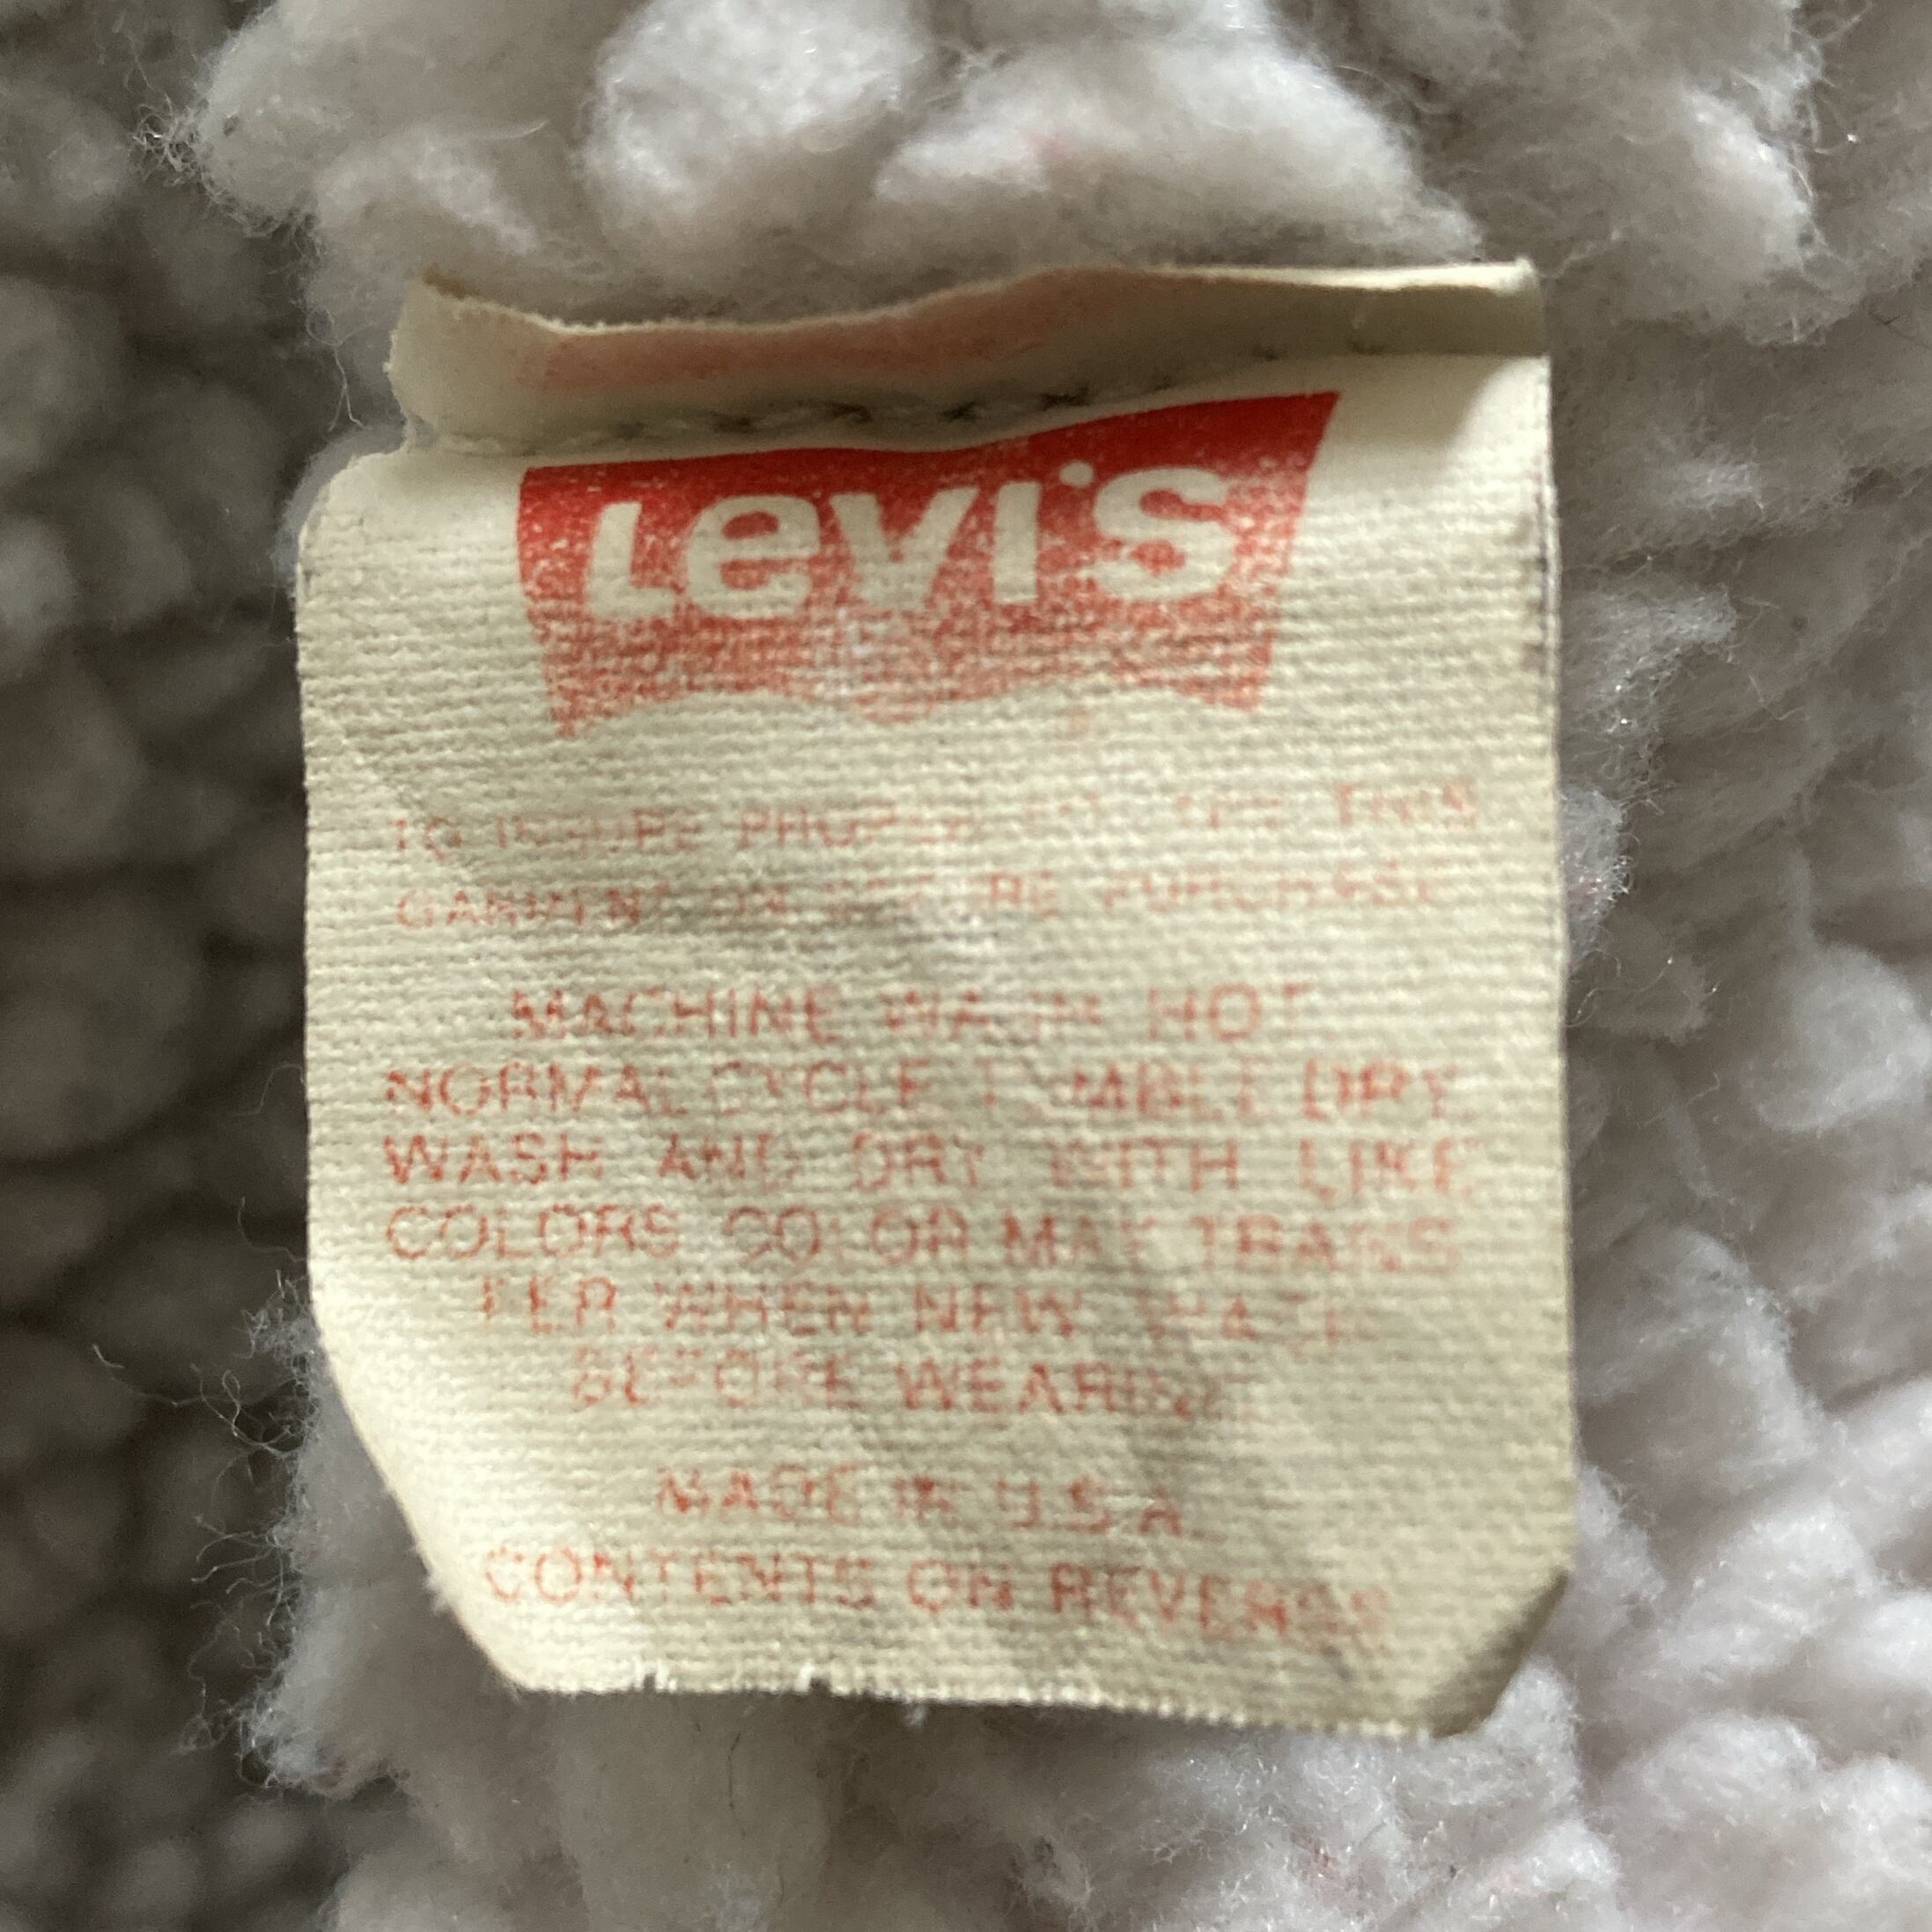 Levi's
TO INSURE PROPER FIT TRY THIS
GARMENT ON BEFORE PURCHASE
MACHINE WASH HOT
NORMAL CYCLE TUMBLE DRY
WASH AND DRY WITH LIKE
COLORS COLOR MAY TRANS
FER WHEN NEW WASH
BEFORE WEARING
MADE IN U.S.A
CONTENTS ON REVERSE